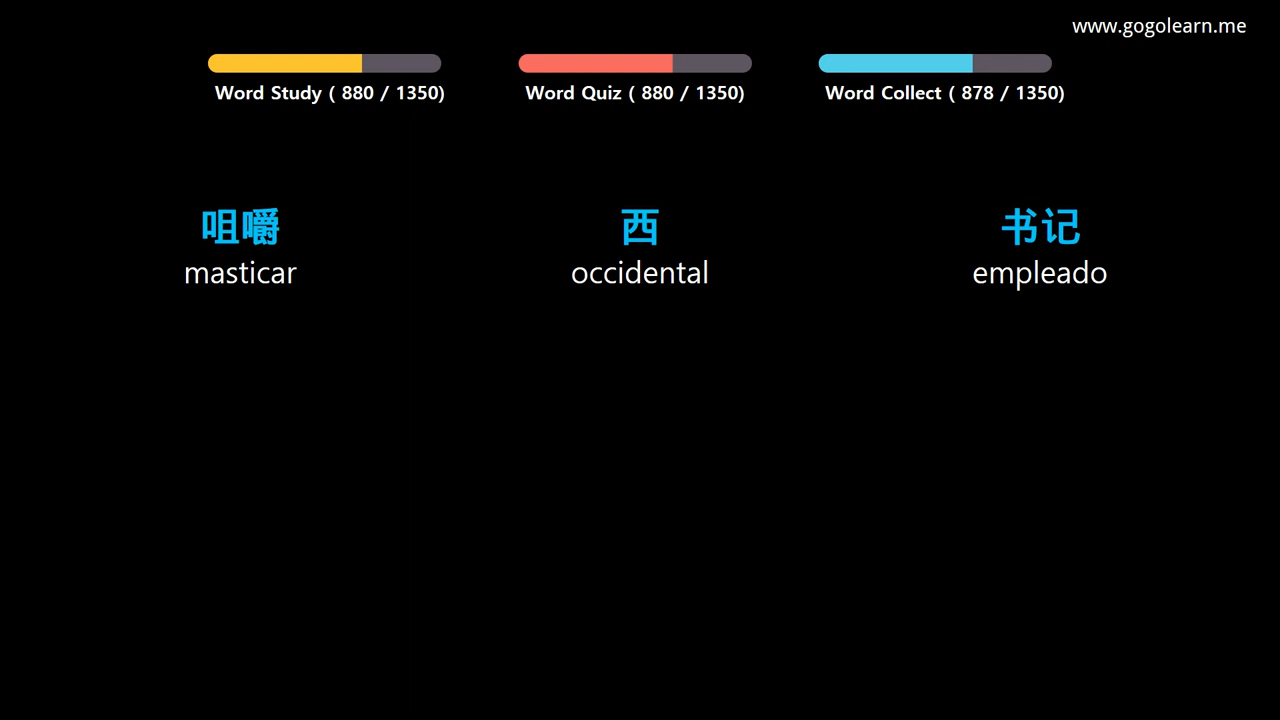 www.gogolearn.me
Word Study ( 880 / 1350)
Word Quiz ( 880 / 1350)
Word Collect ( 878 / 1350)
咀嚼
masticar
西
occidental
书记
empleado